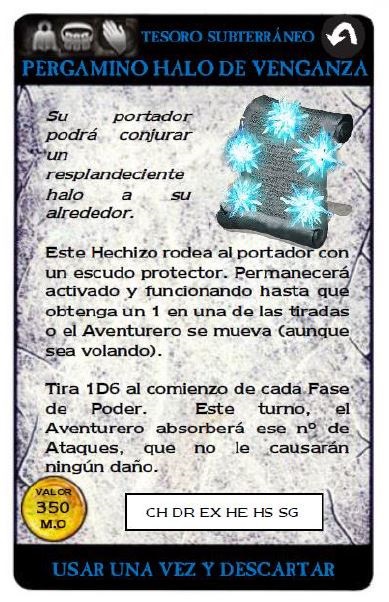 TESORO SUBTERRÁNEO
PERGAMINO HALO DE VENGANZA
Su portador
podrá conjurar
un
resplandeciente
halo a su
alrededor.
Este Hechizo rodea al portador con
un escudo protector. Permanecerá
activado y funcionando hasta que
obtenga un 1 en una de las tiradas
o el Aventurero se mueva (aunque
sea volando).
Tira 1D6 al comienzo de cada Fase
de Poder. Este turno, el
Aventurero absorberá ese nº de
Ataques, que no le causarán
ningún daño.
VALOR
350
M.O
CH DR EX HE HS SG
USAR UNA VEZ Y DESCARTAR